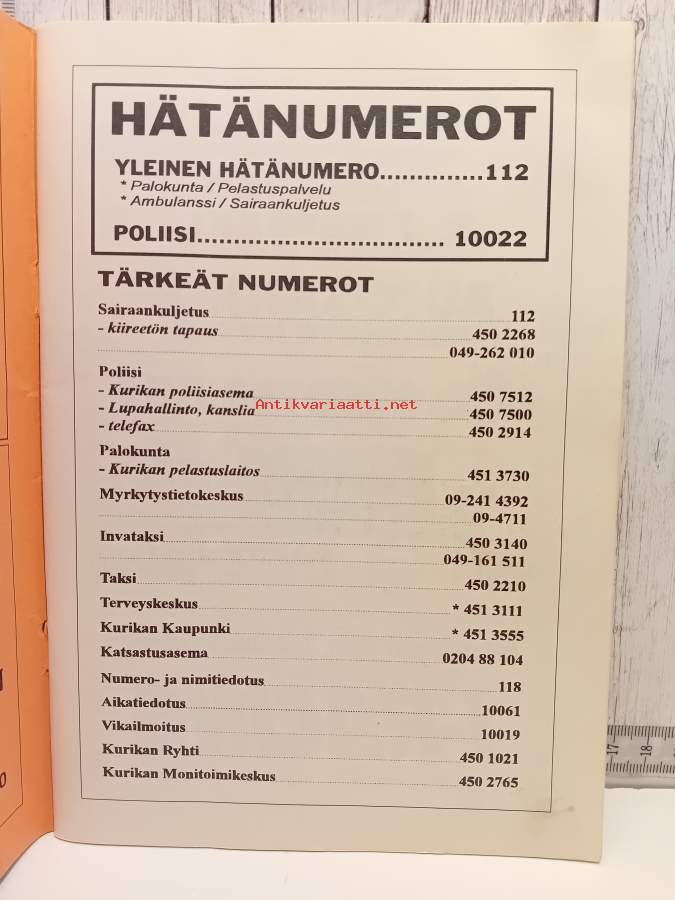 HÄTÄNUMEROT
YLEINEN HÄTÄNUMERO..............112
* Palokunta / Pelastuspalvelu
* Ambulanssi / Sairaankuljetus
POLIISI.................................. 10022
TÄRKEÄT NUMEROT
Sairaankuljetus 112
- kiireetön tapaus 450 2268
049-262 010
Poliisi
- Kurikan poliisiasema 450 7512
- Lupahallinto, kanslia 450 7500
Antikvariaatti.net
- telefax 450 2914
Palokunta
- Kurikan pelastuslaitos 451 3730
Myrkytystietokeskus 09-241 4392
09-4711
Invataksi 450 3140
049-161 511
Taksi 450 2210
Terveyskeskus * 451 3111
Kurikan Kaupunki * 451 3555
Katsastusasema 0204 88 104
Numero- ja nimitiedotus 118
Aikatiedotus 10061
Vikailmoitus 10019
Kurikan Ryhti 450 1021
Kurikan Monitoimikeskus 450 2765
17 18